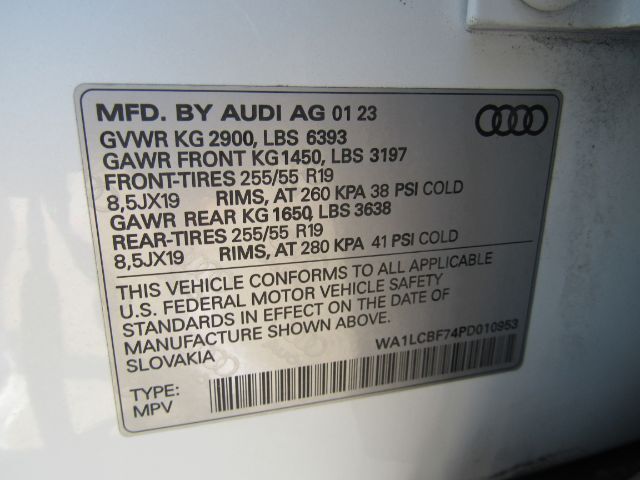 MFD. BY AUDI AG 01 23
GVWR KG 2900, LBS 6393
GAWR FRONT KG 1450, LBS 3197
FRONT-TIRES 255/55 R19
8,5JX19 RIMS, AT 260 KPA 38 PSI COLD
GAWR REAR KG 1650, LBS 3638
REAR-TIRES 255/55 R19
8,5JX19 RIMS, AT 280 KPA 41 PSI COLD
THIS VEHICLE CONFORMS TO ALL APPLICABLE
U.S. FEDERAL MOTOR VEHICLE SAFETY
STANDARDS IN EFFECT ON THE DATE OF
MANUFACTURE SHOWN ABOVE.
SLOVAKIA
WA1LCBF74PD010953
TYPE:
MPV